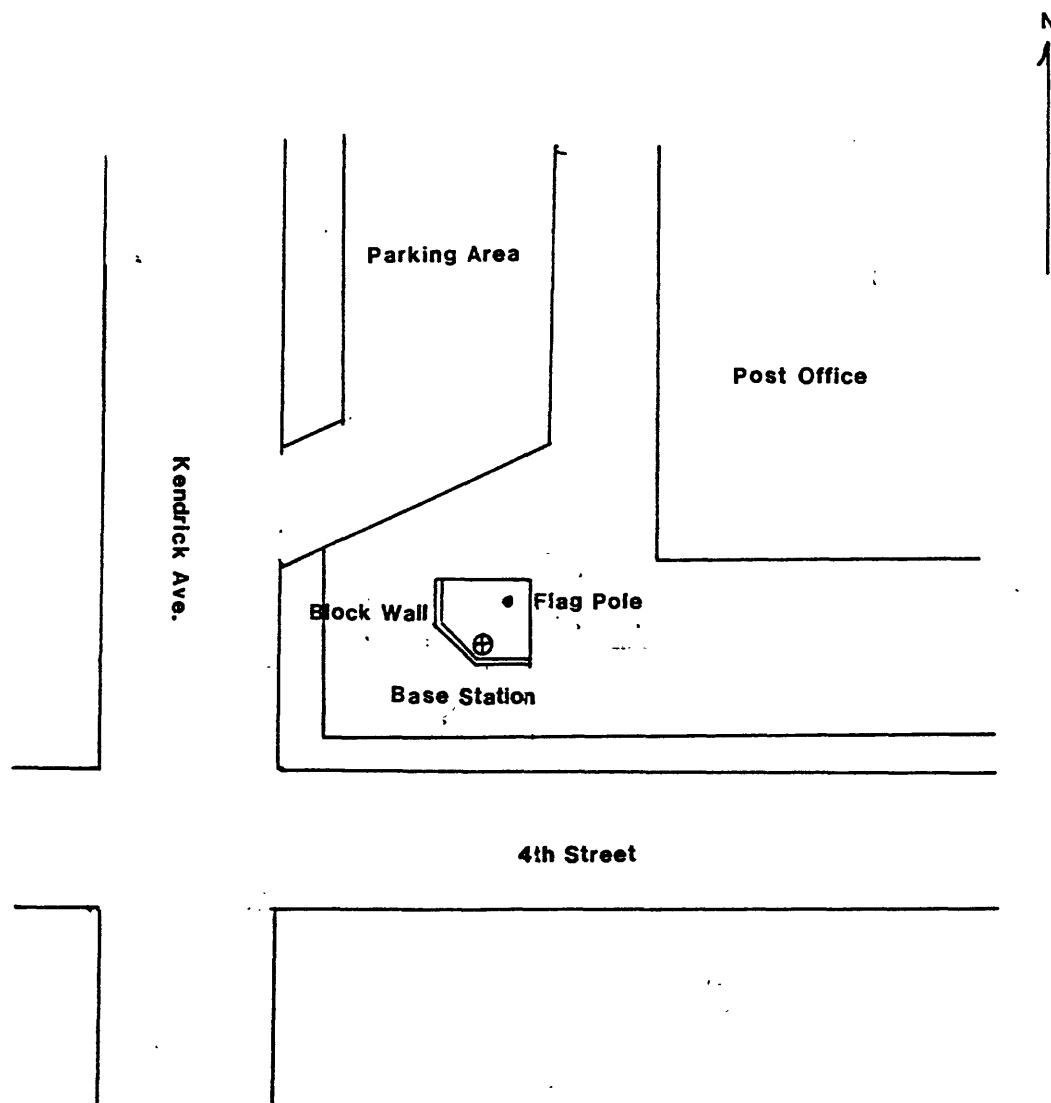 N
Parking Area
Post Office
Kendrick Ave.
Block Wall
Flag Pole
Base Station
4th Street